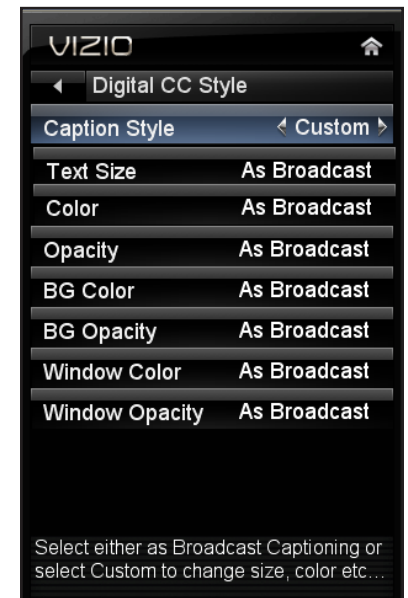 VIZIO
Digital CC Style
Caption Style Custom
Text Size As Broadcast
Color As Broadcast
Opacity As Broadcast
BG Color As Broadcast
BG Opacity As Broadcast
Window Color As Broadcast
Window Opacity As Broadcast
Select either as Broadcast Captioning or
select Custom to change size, color etc...